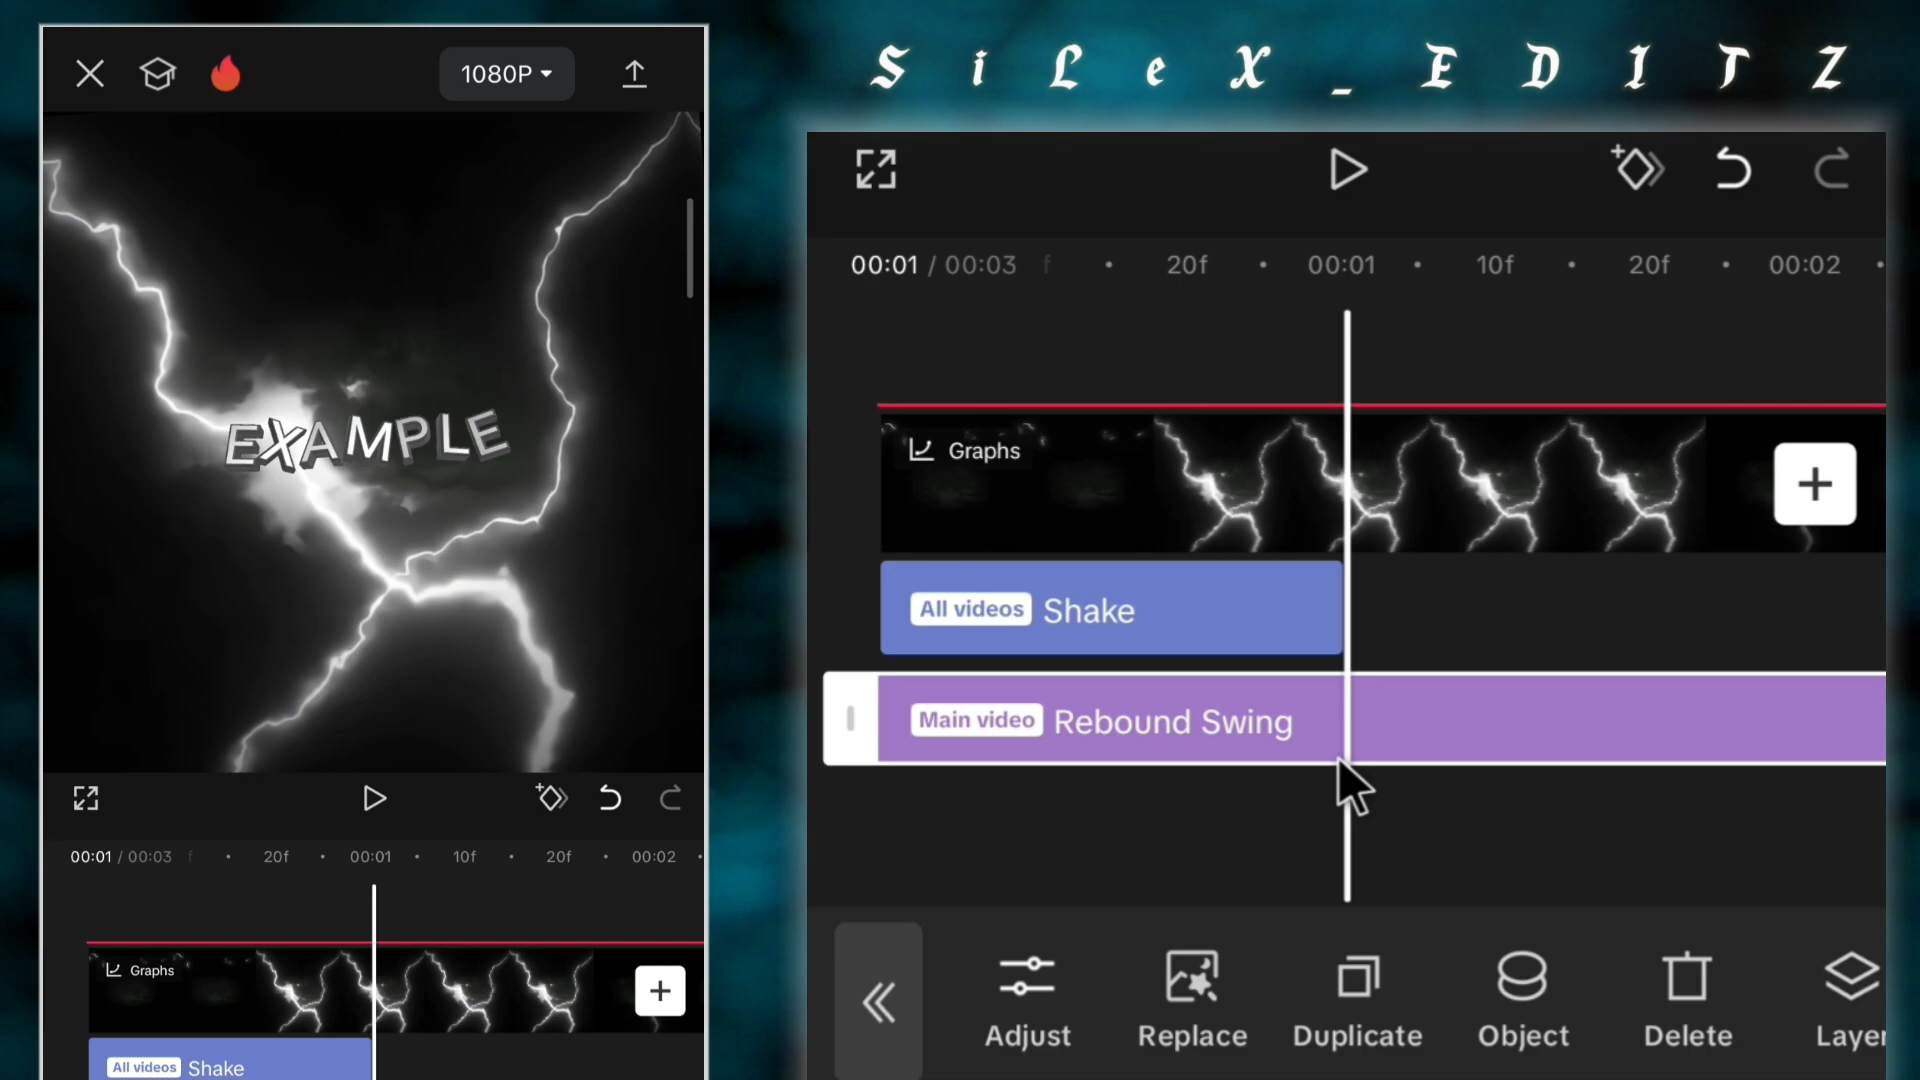 1080P
EXAMPLE
00:01 / 00:03 f 20f 00:01 10f 20f 00:02
Graphs
All videos Shake
S i L e X _ E D I T Z
00:01 / 00:03 f 20f 00:01 10f 20f 00:02
Graphs
All videos Shake
Main video Rebound Swing
Adjust Replace Duplicate Object Delete Layer